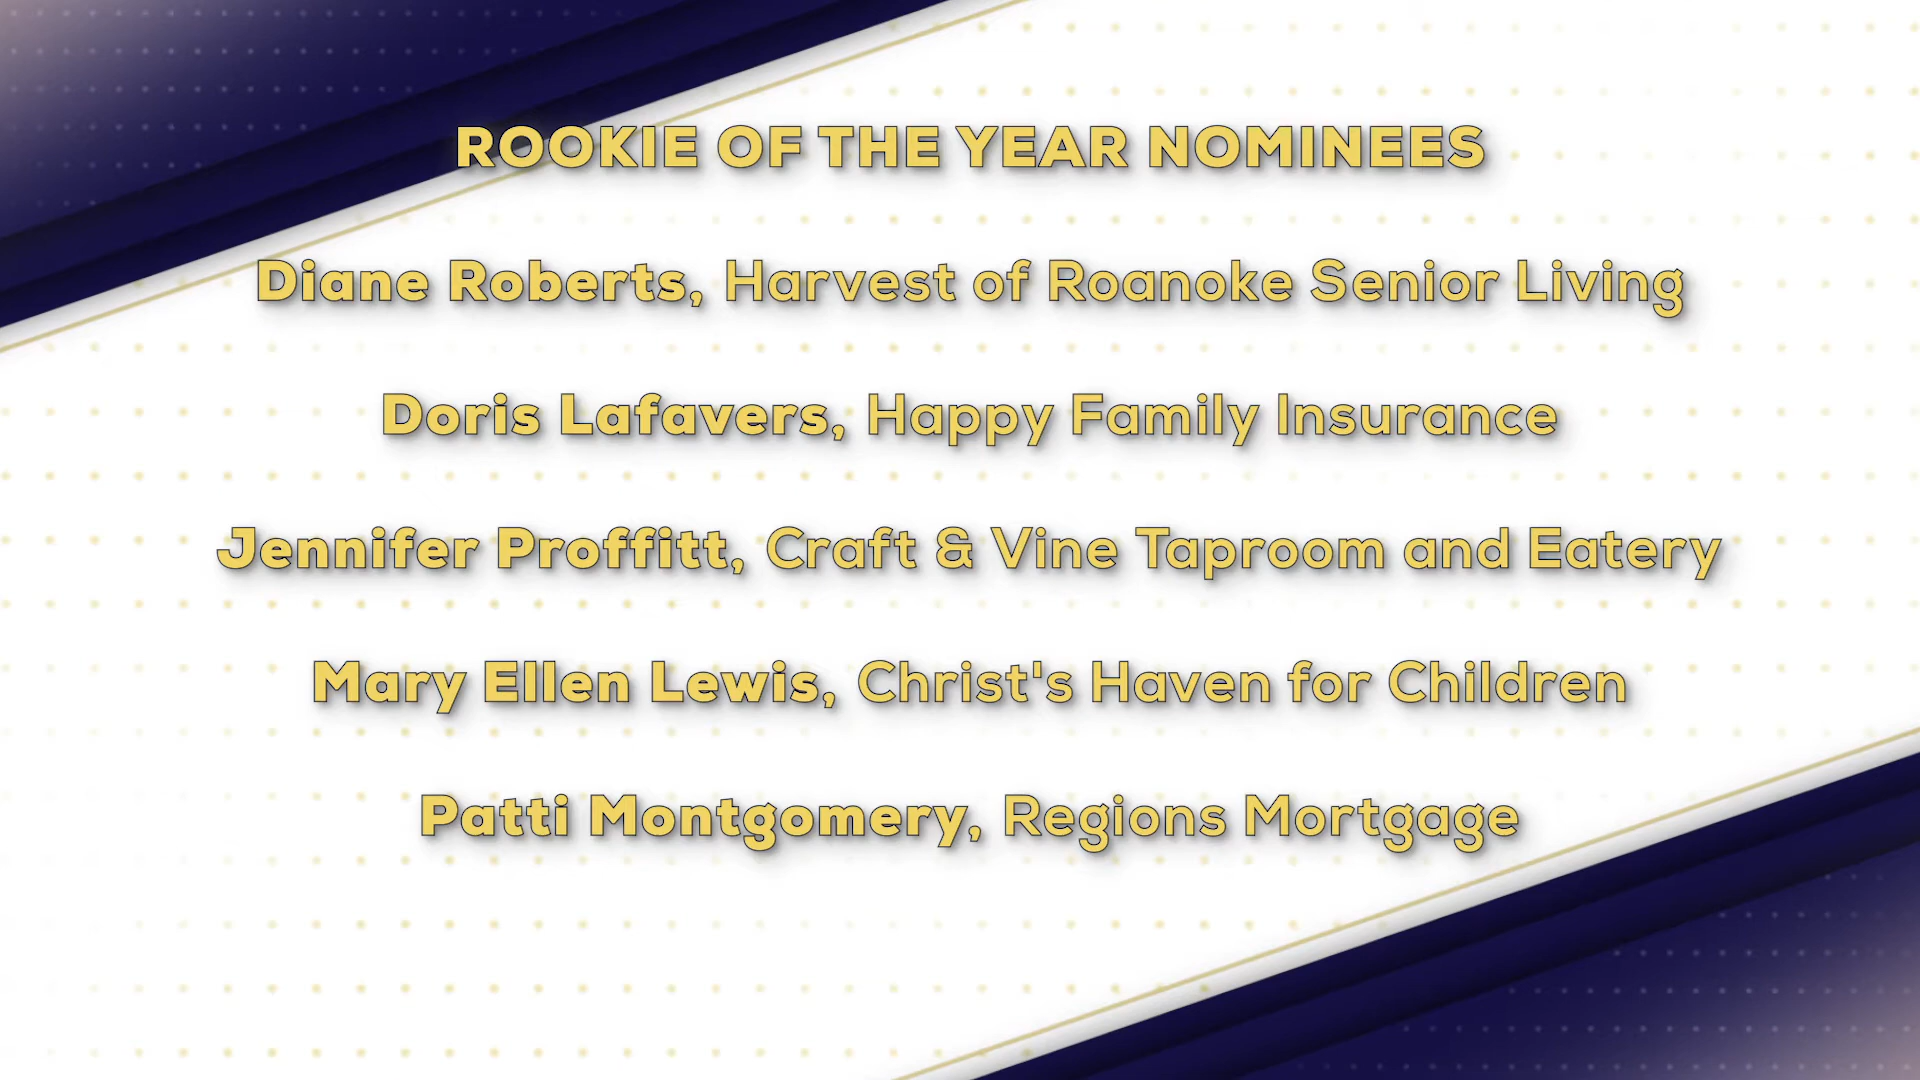 ROOKIE OF THE YEAR NOMINEES
Diane Roberts, Harvest of Roanoke Senior Living
Doris Lafavers, Happy Family Insurance
Jennifer Proffitt, Craft & Vine Taproom and Eatery
Mary Ellen Lewis, Christ's Haven for Children
Patti Montgomery, Regions Mortgage